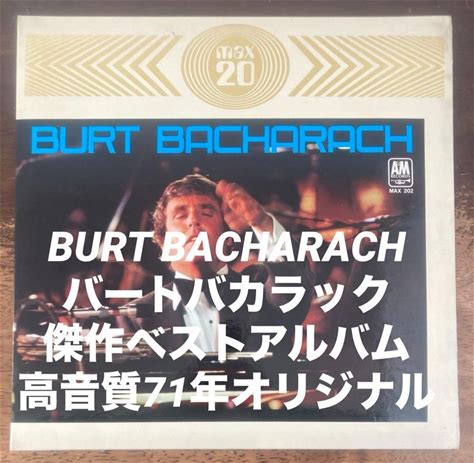 max
20
BURT BACHARACH
A&M
RECORDS
MAX 202
BURT BACHARACH
バートバカラック
傑作ベストアルバム
高音質71年オリジナル